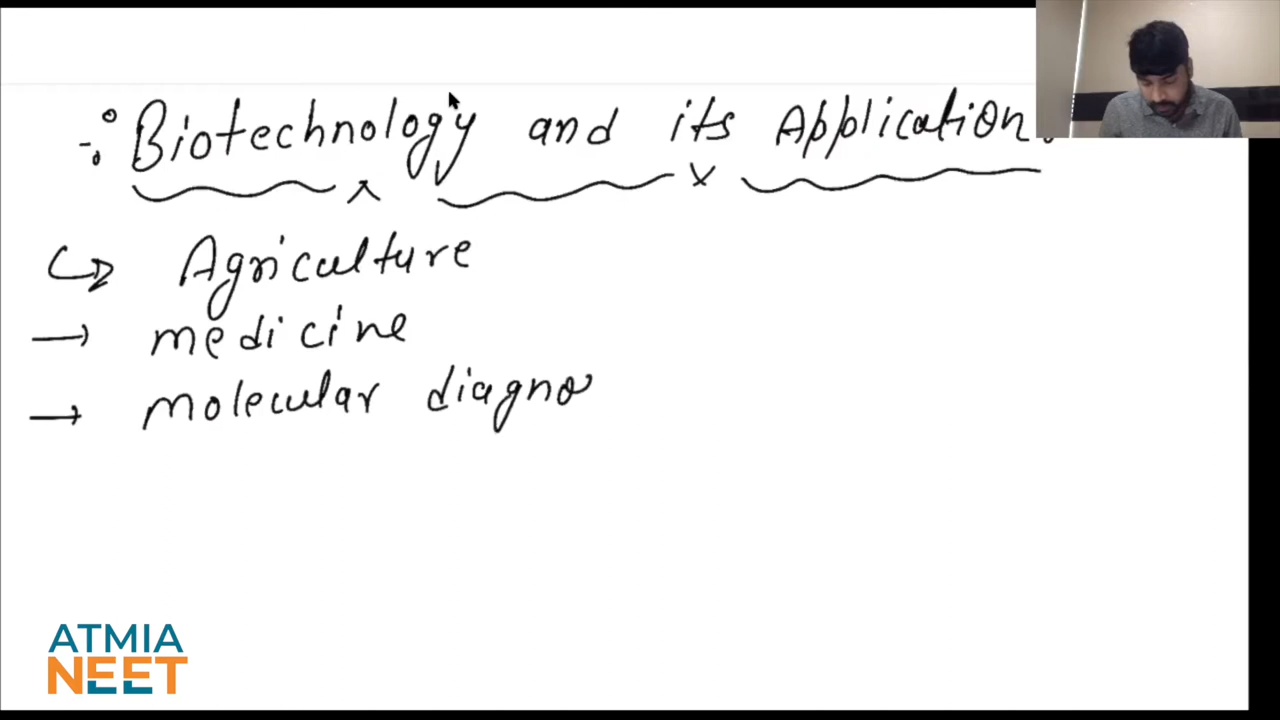 Biotechnology and its Application.
Agriculture
medicine
molecular diagno
ATMIA
NEET